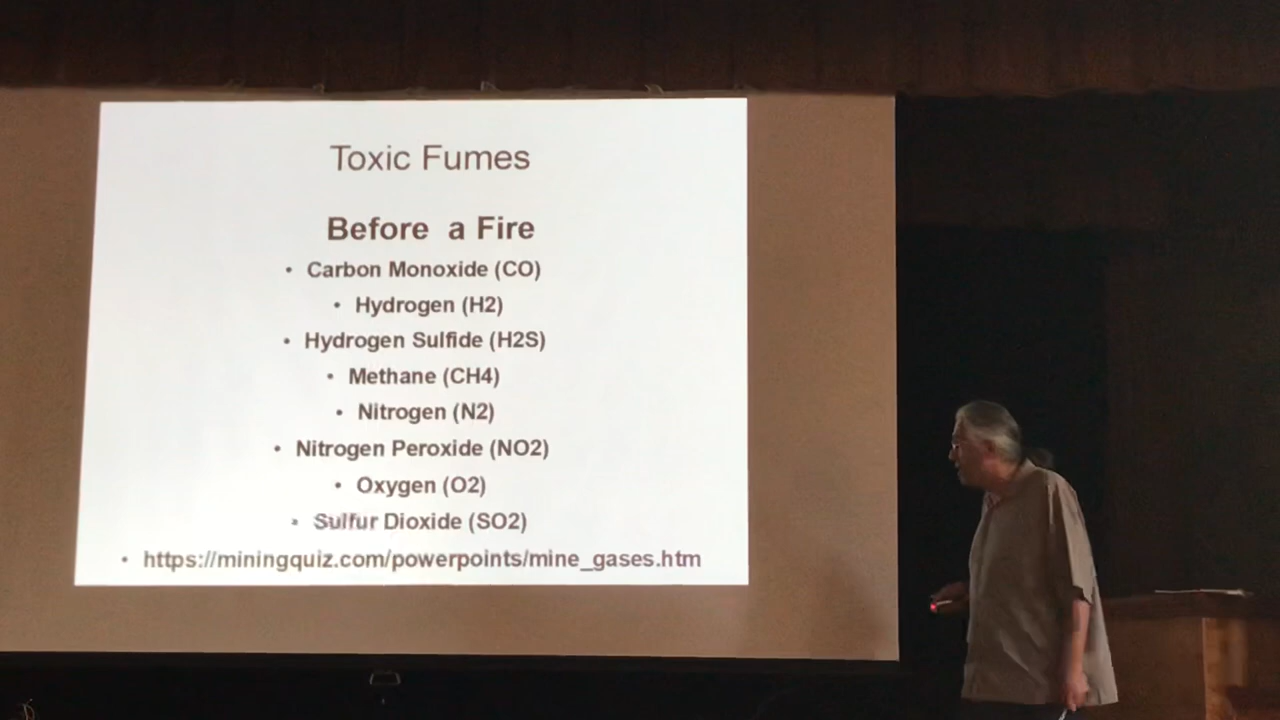 Toxic Fumes
Before a Fire
• Carbon Monoxide (CO)
• Hydrogen (H2)
• Hydrogen Sulfide (H2S)
• Methane (CH4)
• Nitrogen (N2)
• Nitrogen Peroxide (NO2)
• Oxygen (O2)
• Sulfur Dioxide (SO2)
• https://miningquiz.com/powerpoints/mine_gases.htm